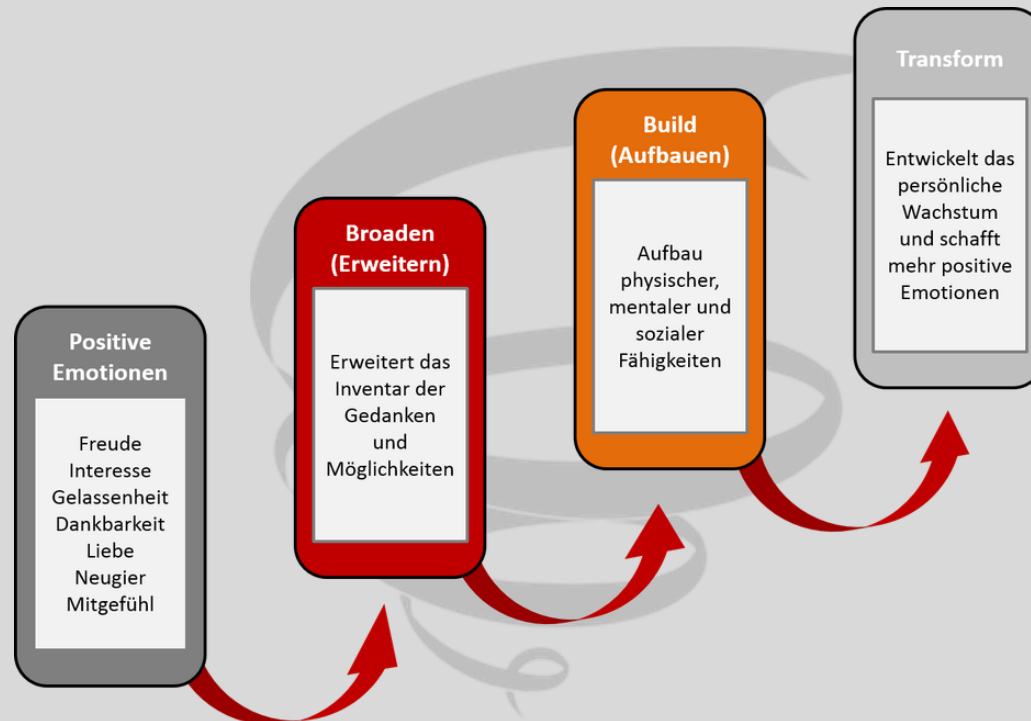 Positive
Emotionen
Freude
Interesse
Gelassenheit
Dankbarkeit
Liebe
Neugier
Mitgefühl
Broaden
(Erweitern)
Erweitert das
Inventar der
Gedanken
und
Möglichkeiten
Build
(Aufbauen)
Aufbau
physischer,
mentaler und
sozialer
Fähigkeiten
Transform
Entwickelt das
persönliche
Wachstum
und schafft
mehr positive
Emotionen